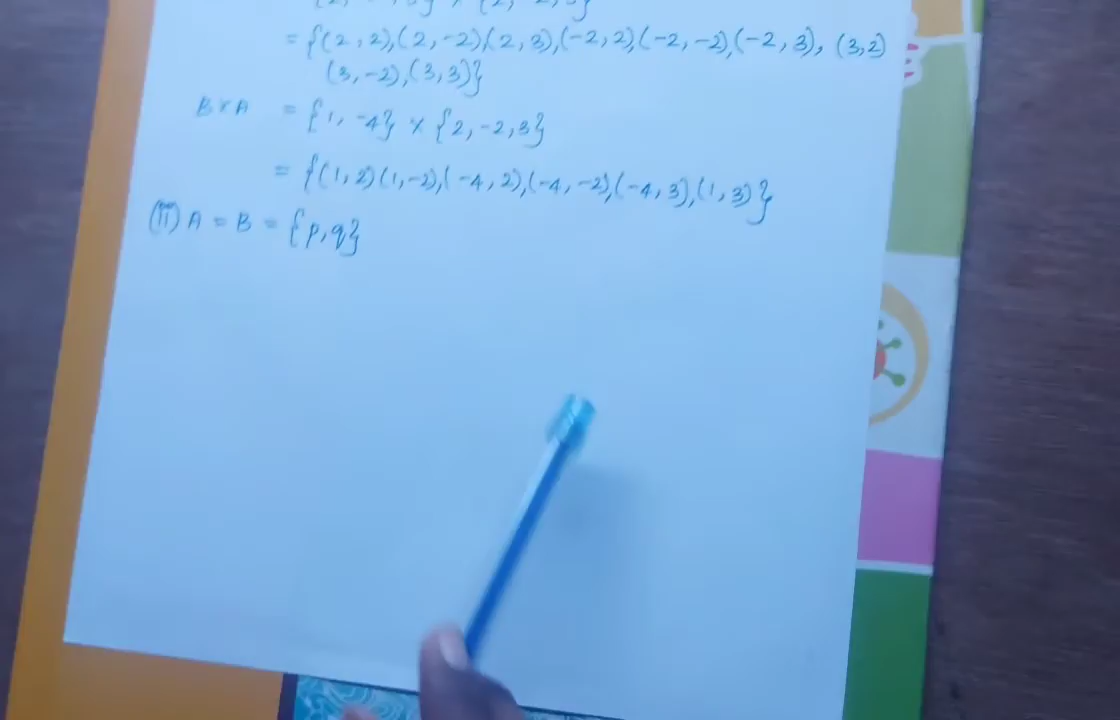 = {(2, 2),(2, -2),(2, 3),(-2, 2),(-2, -2),(-2, 3), (3,2)
(3, -2),(3, 3)}
B x A = {1, -4} x {2, -2, 3}
= {(1, 2)(1, -2),(-4, 2),(-4, -2),(-4, 3),(1, 3)}
(ii) A = B = {p, q}